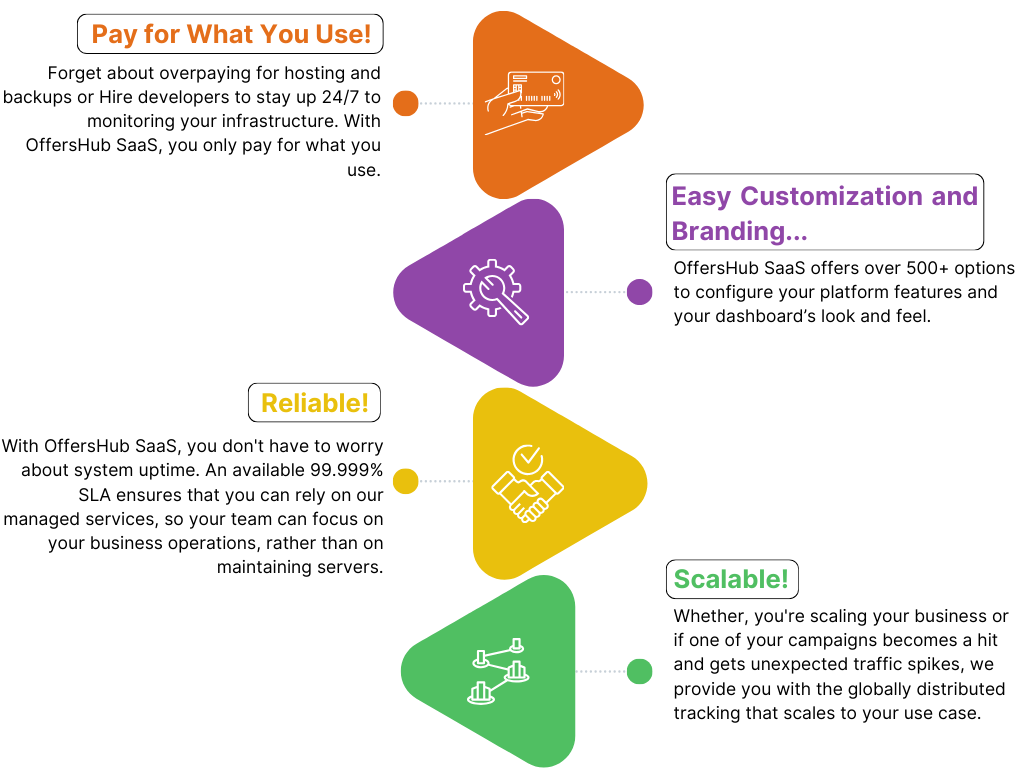 Pay for What You Use!
Forget about overpaying for hosting and
backups or Hire developers to stay up 24/7 to
monitoring your infrastructure. With
OffersHub SaaS, you only pay for what you
use.
Easy Customization and
Branding...
OffersHub SaaS offers over 500+ options
to configure your platform features and
your dashboard’s look and feel.
Reliable!
With OffersHub SaaS, you don't have to worry
about system uptime. An available 99.999%
SLA ensures that you can rely on our
managed services, so your team can focus on
your business operations, rather than on
maintaining servers.
Scalable!
Whether, you're scaling your business or
if one of your campaigns becomes a hit
and gets unexpected traffic spikes, we
provide you with the globally distributed
tracking that scales to your use case.